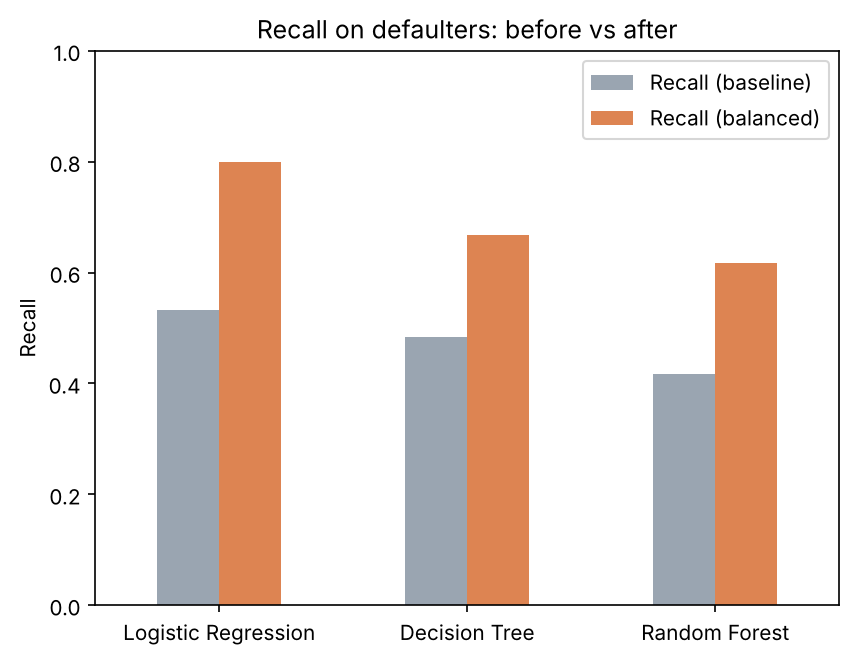 Recall on defaulters: before vs after
Recall (baseline)
Recall (balanced)
Recall
1.0
0.8
0.6
0.4
0.2
0.0
Logistic Regression
Decision Tree
Random Forest